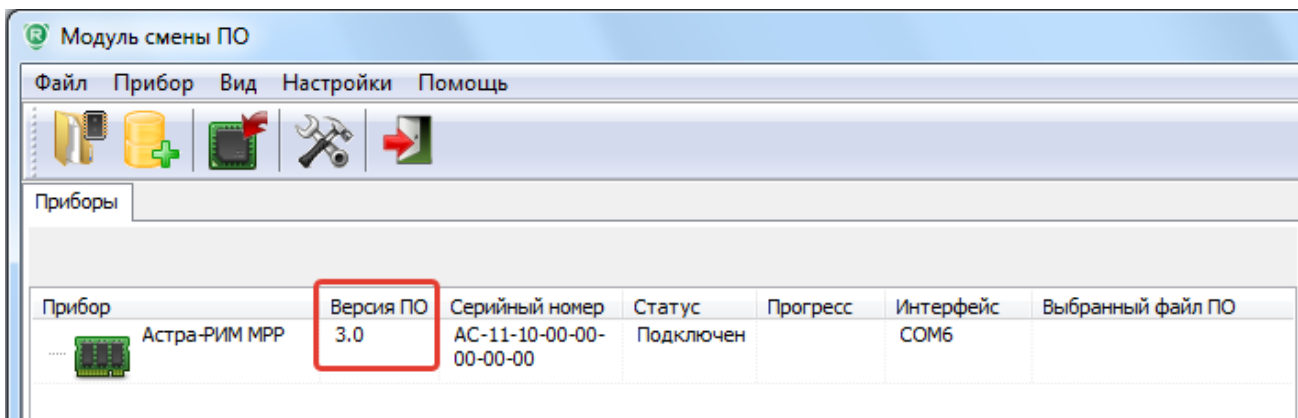 Модуль смены ПО
Файл Прибор Вид Настройки Помощь
Приборы
Прибор Версия ПО Серийный номер Статус Прогресс Интерфейс Выбранный файл ПО
Астра-РИМ МРР 3.0 АС-11-10-00-00- Подключен COM6
00-00-00